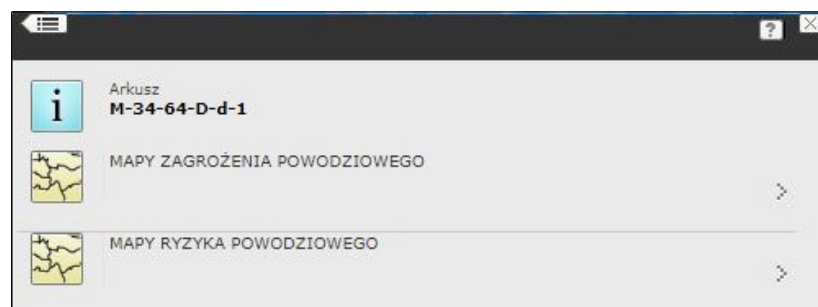 ?
i
Arkusz
M-34-64-D-d-1
MAPY ZAGROŻENIA POWODZIOWEGO
MAPY RYZYKA POWODZIOWEGO